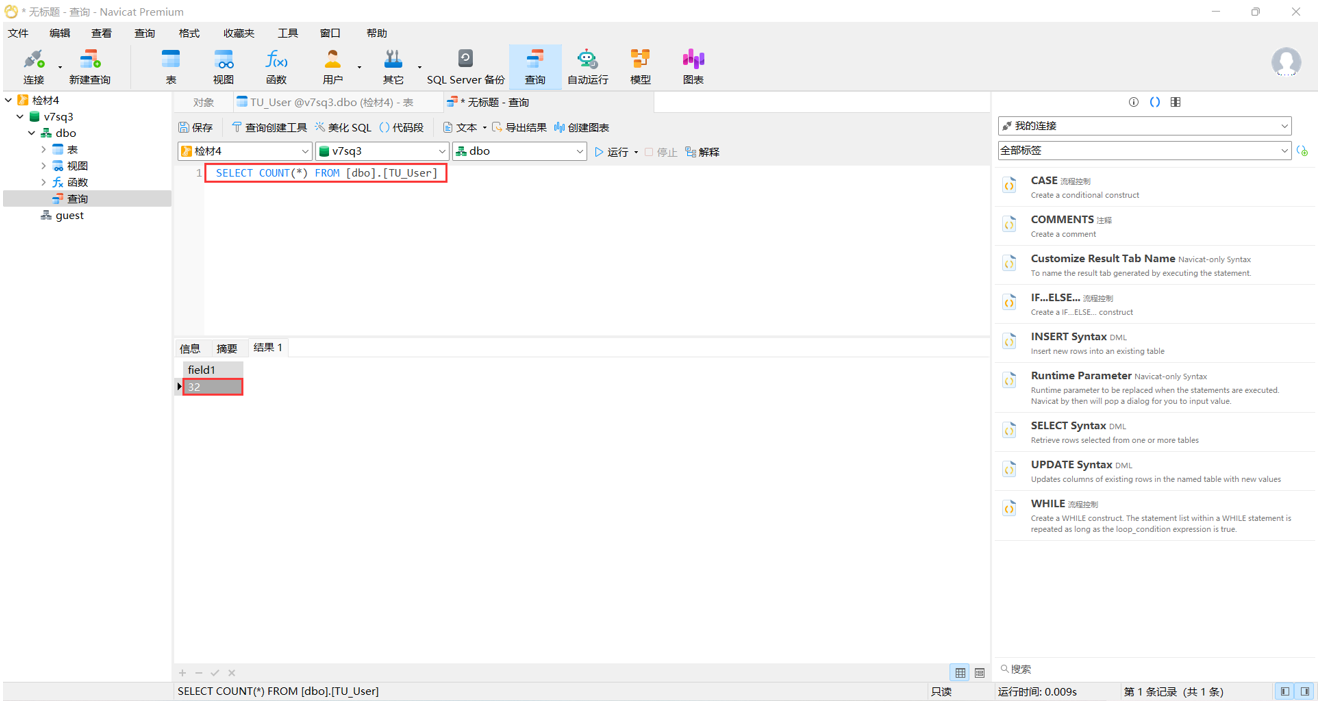 * 无标题 - 查询 - Navicat Premium
文件 编辑 查看 查询 格式 收藏夹 工具 窗口 帮助
连接 新建查询 表 视图 函数 用户 其它 SQL Server 备份 查询 自动运行 模型 图表
检材4
v7sq3
dbo
表
视图
函数
查询
guest
对象 TU_User @v7sq3.dbo (检材4) - 表 * 无标题 - 查询
保存 查询创建工具 美化 SQL 代码段 文本 导出结果 创建图表
检材4 v7sq3 dbo 运行 停止 解释
1 SELECT COUNT(*) FROM [dbo].[TU_User]
信息 摘要 结果 1
field1
32
我的连接
全部标签
CASE 流程控制
Create a conditional construct
COMMENTS 注释
Create a comment
Customize Result Tab Name Navicat-only Syntax
To name the result tab generated by executing the statement.
IF...ELSE... 流程控制
Create a IF...ELSE... construct
INSERT Syntax DML
Insert new rows into an existing table
Runtime Parameter Navicat-only Syntax
Runtime parameter to be replaced when the statements are executed.
Navicat by then will pop a dialog for you to input value.
SELECT Syntax DML
Retrieve rows selected from one or more tables
UPDATE Syntax DML
Updates columns of existing rows in the named table with new values
WHILE 流程控制
Create a WHILE construct. The statement list within a WHILE statement is
repeated as long as the loop_condition expression is true.
搜索
SELECT COUNT(*) FROM [dbo].[TU_User] 只读 运行时间: 0.009s 第 1 条记录 (共 1 条)